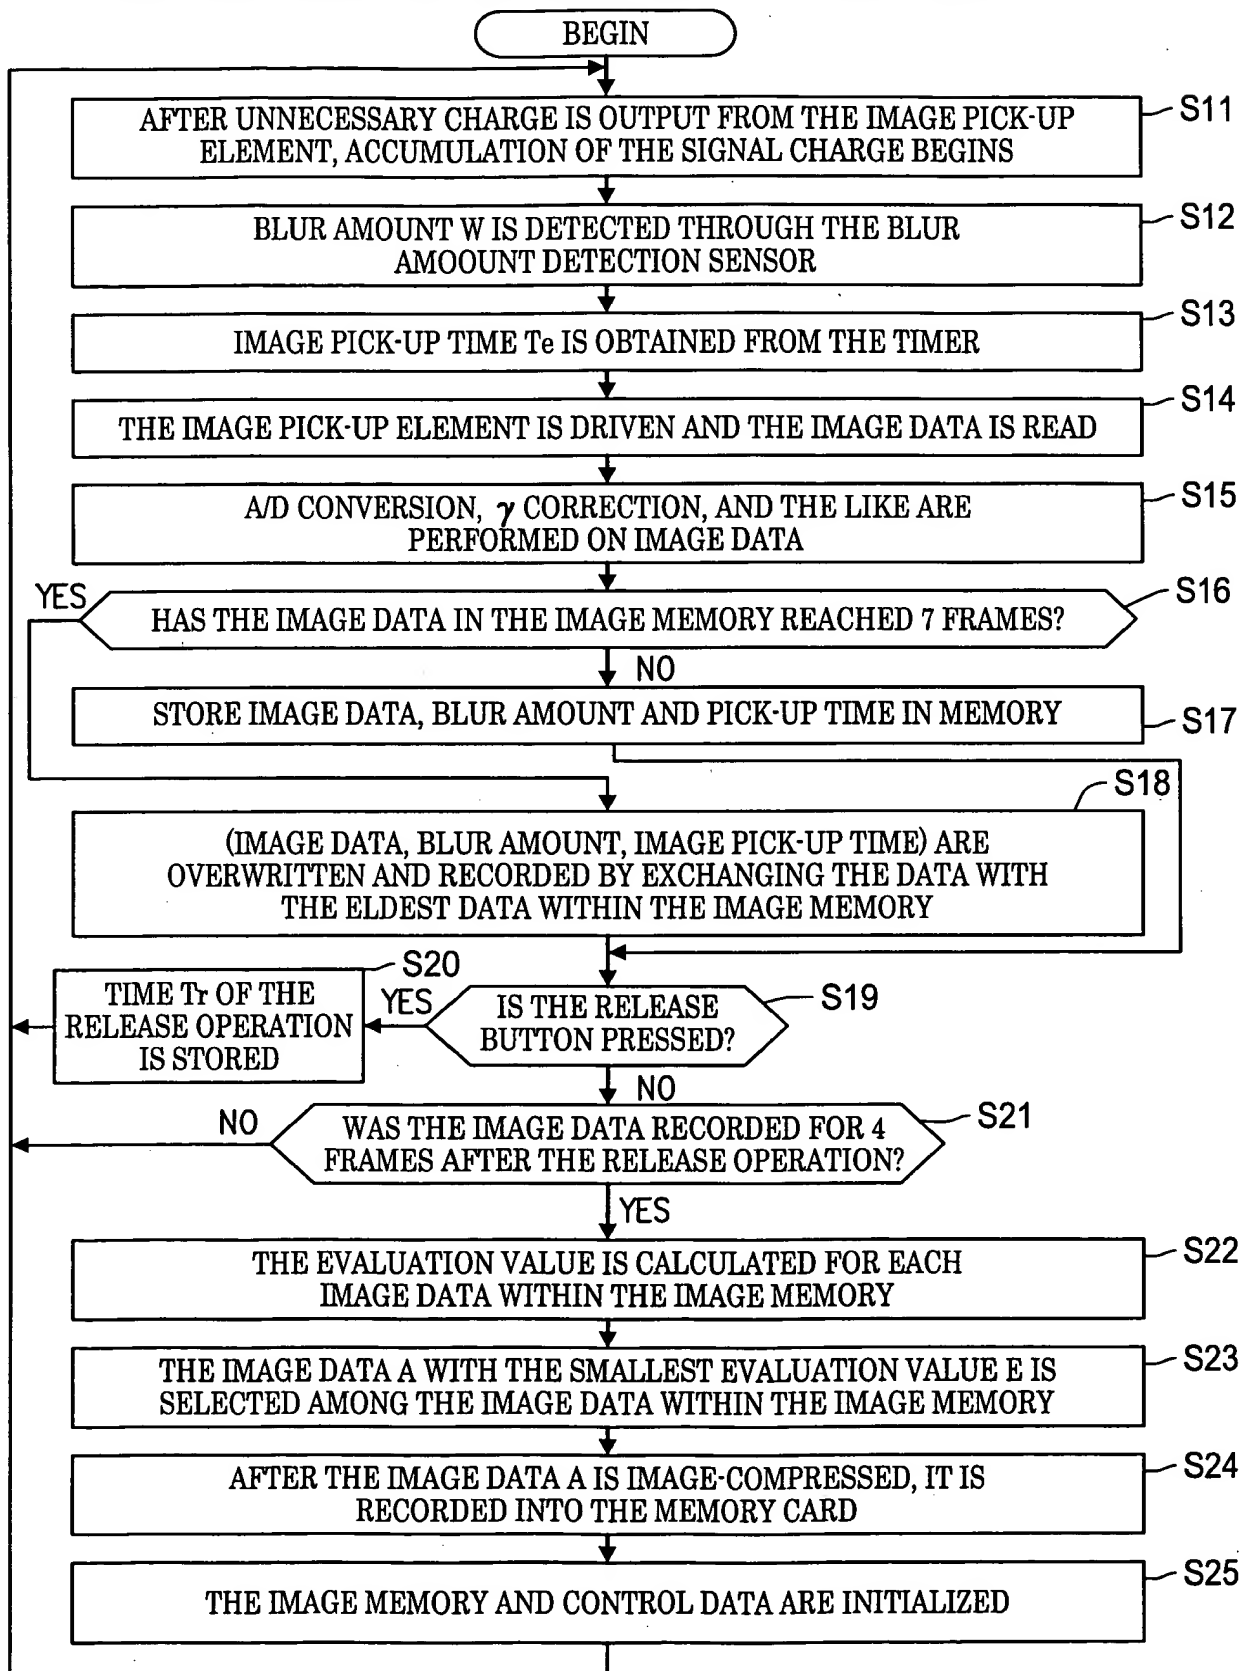 BEGIN
AFTER UNNECESSARY CHARGE IS OUTPUT FROM THE IMAGE PICK-UP
ELEMENT, ACCUMULATION OF THE SIGNAL CHARGE BEGINS
S11
BLUR AMOUNT W IS DETECTED THROUGH THE BLUR
AMOOUNT DETECTION SENSOR
S12
IMAGE PICK-UP TIME Te IS OBTAINED FROM THE TIMER
S13
THE IMAGE PICK-UP ELEMENT IS DRIVEN AND THE IMAGE DATA IS READ
S14
A/D CONVERSION, γ CORRECTION, AND THE LIKE ARE
PERFORMED ON IMAGE DATA
S15
YES
HAS THE IMAGE DATA IN THE IMAGE MEMORY REACHED 7 FRAMES?
S16
NO
STORE IMAGE DATA, BLUR AMOUNT AND PICK-UP TIME IN MEMORY
S17
S18
(IMAGE DATA, BLUR AMOUNT, IMAGE PICK-UP TIME) ARE
OVERWRITTEN AND RECORDED BY EXCHANGING THE DATA WITH
THE ELDEST DATA WITHIN THE IMAGE MEMORY
S20
TIME Tr OF THE
RELEASE OPERATION
IS STORED
YES
IS THE RELEASE
BUTTON PRESSED?
S19
NO
NO
WAS THE IMAGE DATA RECORDED FOR 4
FRAMES AFTER THE RELEASE OPERATION?
S21
YES
THE EVALUATION VALUE IS CALCULATED FOR EACH
IMAGE DATA WITHIN THE IMAGE MEMORY
S22
THE IMAGE DATA A WITH THE SMALLEST EVALUATION VALUE E IS
SELECTED AMONG THE IMAGE DATA WITHIN THE IMAGE MEMORY
S23
AFTER THE IMAGE DATA A IS IMAGE-COMPRESSED, IT IS
RECORDED INTO THE MEMORY CARD
S24
THE IMAGE MEMORY AND CONTROL DATA ARE INITIALIZED
S25